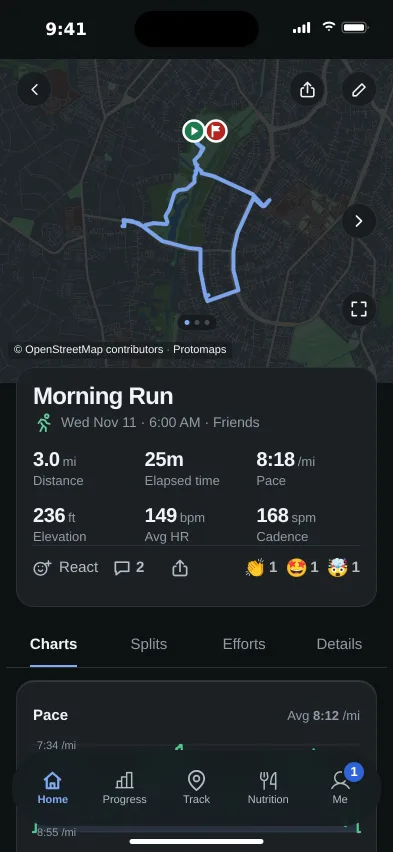 9:41
© OpenStreetMap contributors · Protomaps
Morning Run
Wed Nov 11 · 6:00 AM · Friends
3.0 mi 25m 8:18 /mi
Distance Elapsed time Pace
236 ft 149 bpm 168 spm
Elevation Avg HR Cadence
React 2 1 1 1
Charts Splits Efforts Details
Pace Avg 8:12 /mi
7:34 /mi
1
Home Progress Track Nutrition Me
8:55 /mi